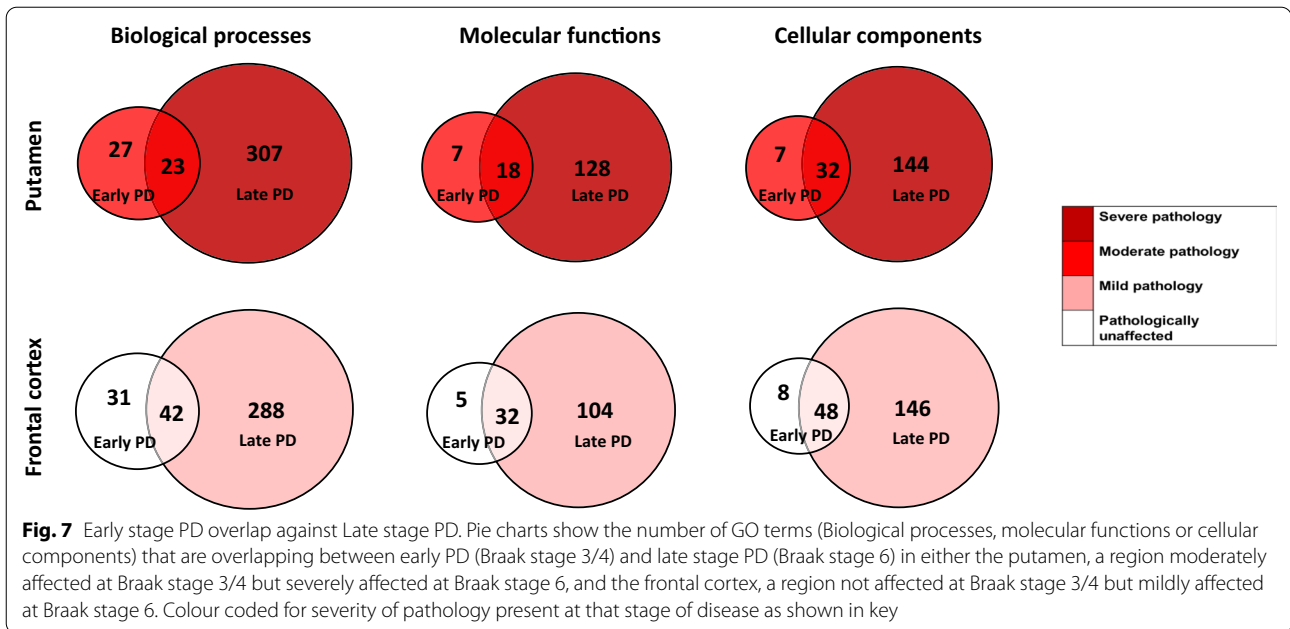 Biological processes
Molecular functions
Cellular components
Putamen
27
23
307
Early PD
Late PD
7
18
128
Early PD
Late PD
7
32
144
Early PD
Late PD
Severe pathology
Moderate pathology
Mild pathology
Pathologically
unaffected
Frontal cortex
31
42
288
Early PD
Late PD
5
32
104
Early PD
Late PD
8
48
146
Early PD
Late PD
Fig. 7 Early stage PD overlap against Late stage PD. Pie charts show the number of GO terms (Biological processes, molecular functions or cellular
components) that are overlapping between early PD (Braak stage 3/4) and late stage PD (Braak stage 6) in either the putamen, a region moderately
affected at Braak stage 3/4 but severely affected at Braak stage 6, and the frontal cortex, a region not affected at Braak stage 3/4 but mildly affected
at Braak stage 6. Colour coded for severity of pathology present at that stage of disease as shown in key